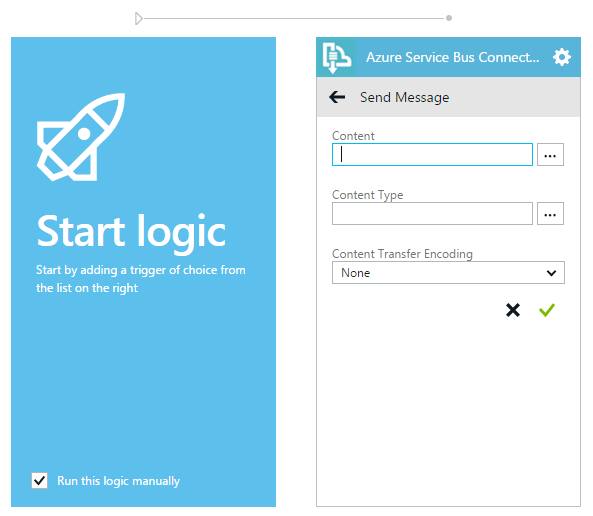 Start logic
Start by adding a trigger of choice from
the list on the right
Run this logic manually
Azure Service Bus Connect...
Send Message
Content
...
Content Type
...
Content Transfer Encoding
None